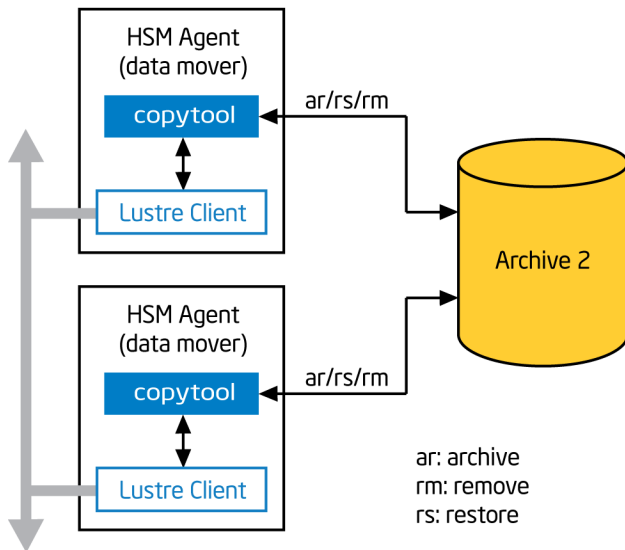 HSM Agent
(data mover)
copytool
ar/rs/rm
Lustre Client
Archive 2
HSM Agent
(data mover)
copytool
ar/rs/rm
Lustre Client
ar: archive
rm: remove
rs: restore